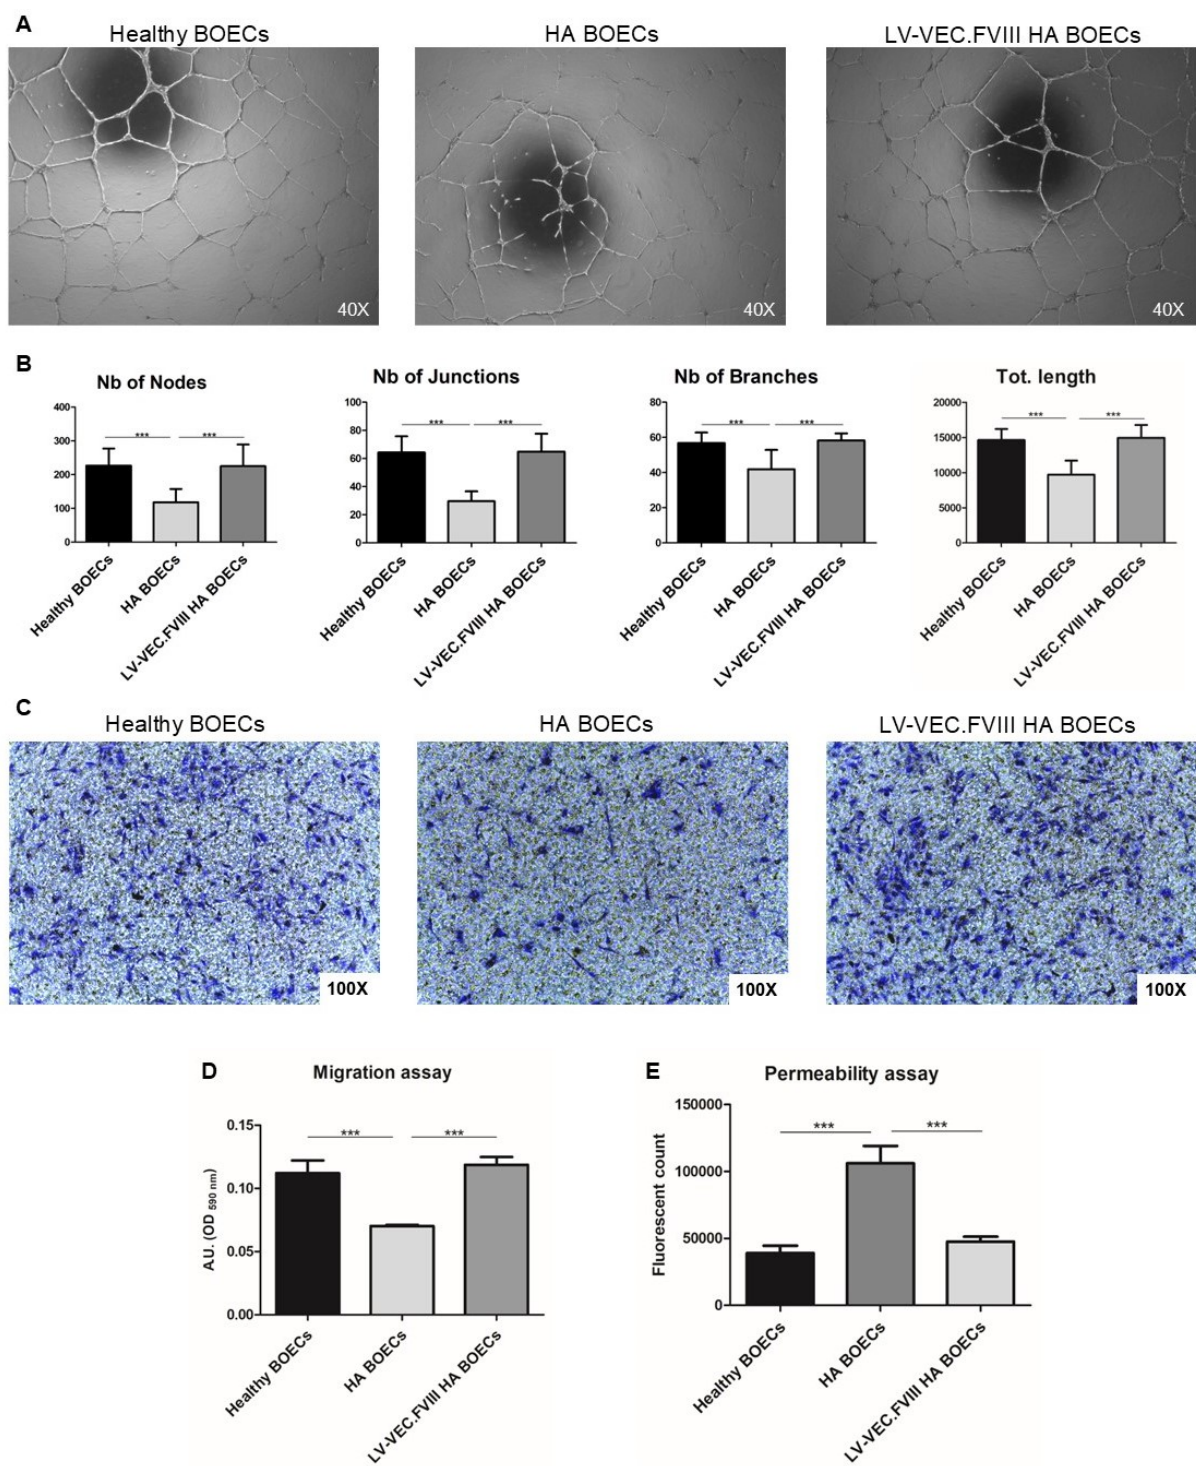 A
Healthy BOECs
HA BOECs
LV-VEC.FVIII HA BOECs
40X
40X
40X
B
Nb of Nodes
400
300
200
100
0
***
***
Healthy BOECs
HA BOECs
LV-VEC.FVIII HA BOECs
Nb of Junctions
100
80
60
40
20
0
***
***
Healthy BOECs
HA BOECs
LV-VEC.FVIII HA BOECs
Nb of Branches
80
60
40
20
0
***
***
Healthy BOECs
HA BOECs
LV-VEC.FVIII HA BOECs
Tot. length
20000
15000
10000
5000
0
***
***
Healthy BOECs
HA BOECs
LV-VEC.FVIII HA BOECs
C
Healthy BOECs
HA BOECs
LV-VEC.FVIII HA BOECs
100X
100X
100X
D
Migration assay
A.U. (OD 590 nm)
0.15
0.10
0.05
0.00
***
***
Healthy BOECs
HA BOECs
LV-VEC.FVIII HA BOECs
E
Permeability assay
Fluorescent count
150000
100000
50000
0
***
***
Healthy BOECs
HA BOECs
LV-VEC.FVIII HA BOECs